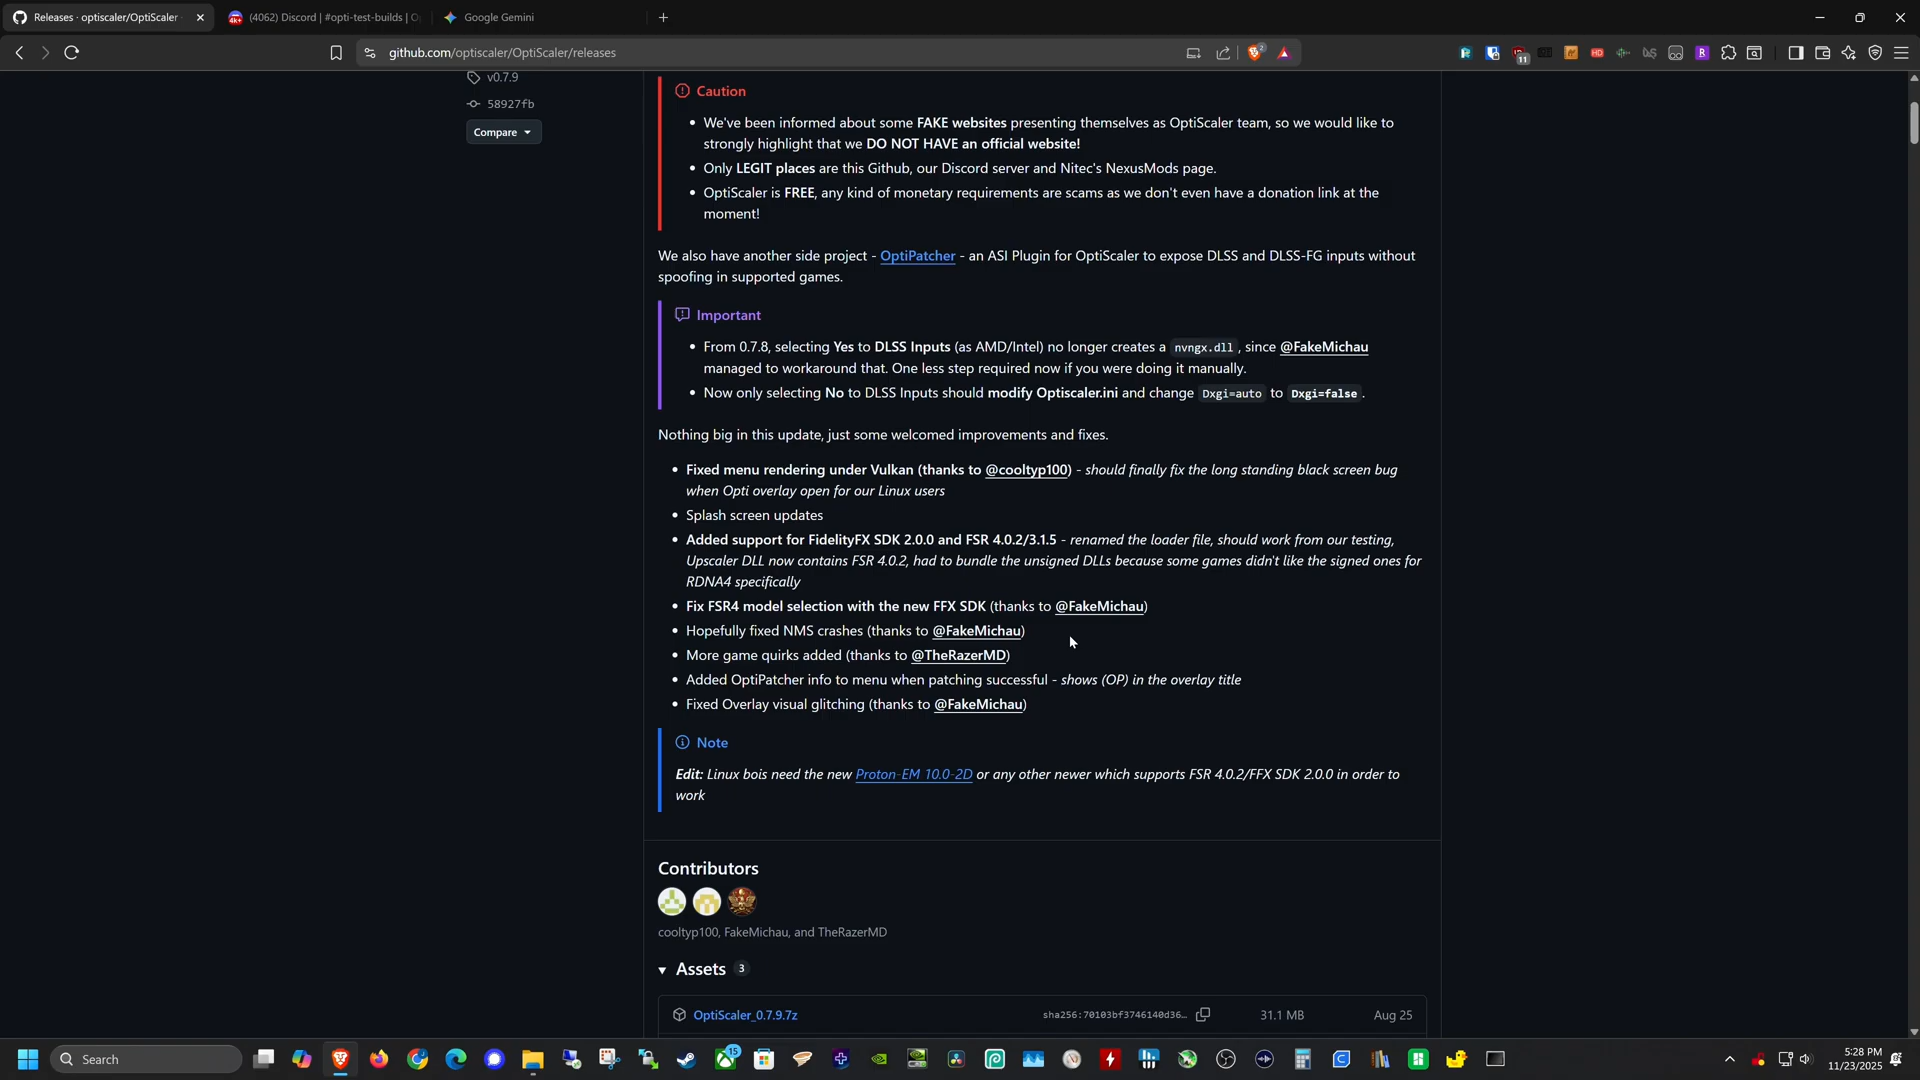 Releases · optiscaler/OptiScaler
(4062) Discord | #opti-test-builds | O
Google Gemini
github.com/optiscaler/OptiScaler/releases
v0.7.9
58927fb
Compare
Caution
• We've been informed about some FAKE websites presenting themselves as OptiScaler team, so we would like to
strongly highlight that we DO NOT HAVE an official website!
• Only LEGIT places are this Github, our Discord server and Nitec's NexusMods page.
• OptiScaler is FREE, any kind of monetary requirements are scams as we don't even have a donation link at the
moment!
We also have another side project - OptiPatcher - an ASI Plugin for OptiScaler to expose DLSS and DLSS-FG inputs without
spoofing in supported games.
Important
• From 0.7.8, selecting Yes to DLSS Inputs (as AMD/Intel) no longer creates a nvngx.dll, since @FakeMichau
managed to workaround that. One less step required now if you were doing it manually.
• Now only selecting No to DLSS Inputs should modify Optiscaler.ini and change Dxgi=auto to Dxgi=false.
Nothing big in this update, just some welcomed improvements and fixes.
• Fixed menu rendering under Vulkan (thanks to @cooltyp100) - should finally fix the long standing black screen bug
when Opti overlay open for our Linux users
• Splash screen updates
• Added support for FidelityFX SDK 2.0.0 and FSR 4.0.2/3.1.5 - renamed the loader file, should work from our testing,
Upscaler DLL now contains FSR 4.0.2, had to bundle the unsigned DLLs because some games didn't like the signed ones for
RDNA4 specifically
• Fix FSR4 model selection with the new FFX SDK (thanks to @FakeMichau)
• Hopefully fixed NMS crashes (thanks to @FakeMichau)
• More game quirks added (thanks to @TheRazerMD)
• Added OptiPatcher info to menu when patching successful - shows (OP) in the overlay title
• Fixed Overlay visual glitching (thanks to @FakeMichau)
Note
Edit: Linux bois need the new Proton-EM 10.0-2D or any other newer which supports FSR 4.0.2/FFX SDK 2.0.0 in order to
work
Contributors
cooltyp100, FakeMichau, and TheRazerMD
Assets 3
OptiScaler_0.7.9.7z
sha256:70103bf3746140d36...
31.1 MB
Aug 25
Search
5:28 PM
11/23/2025